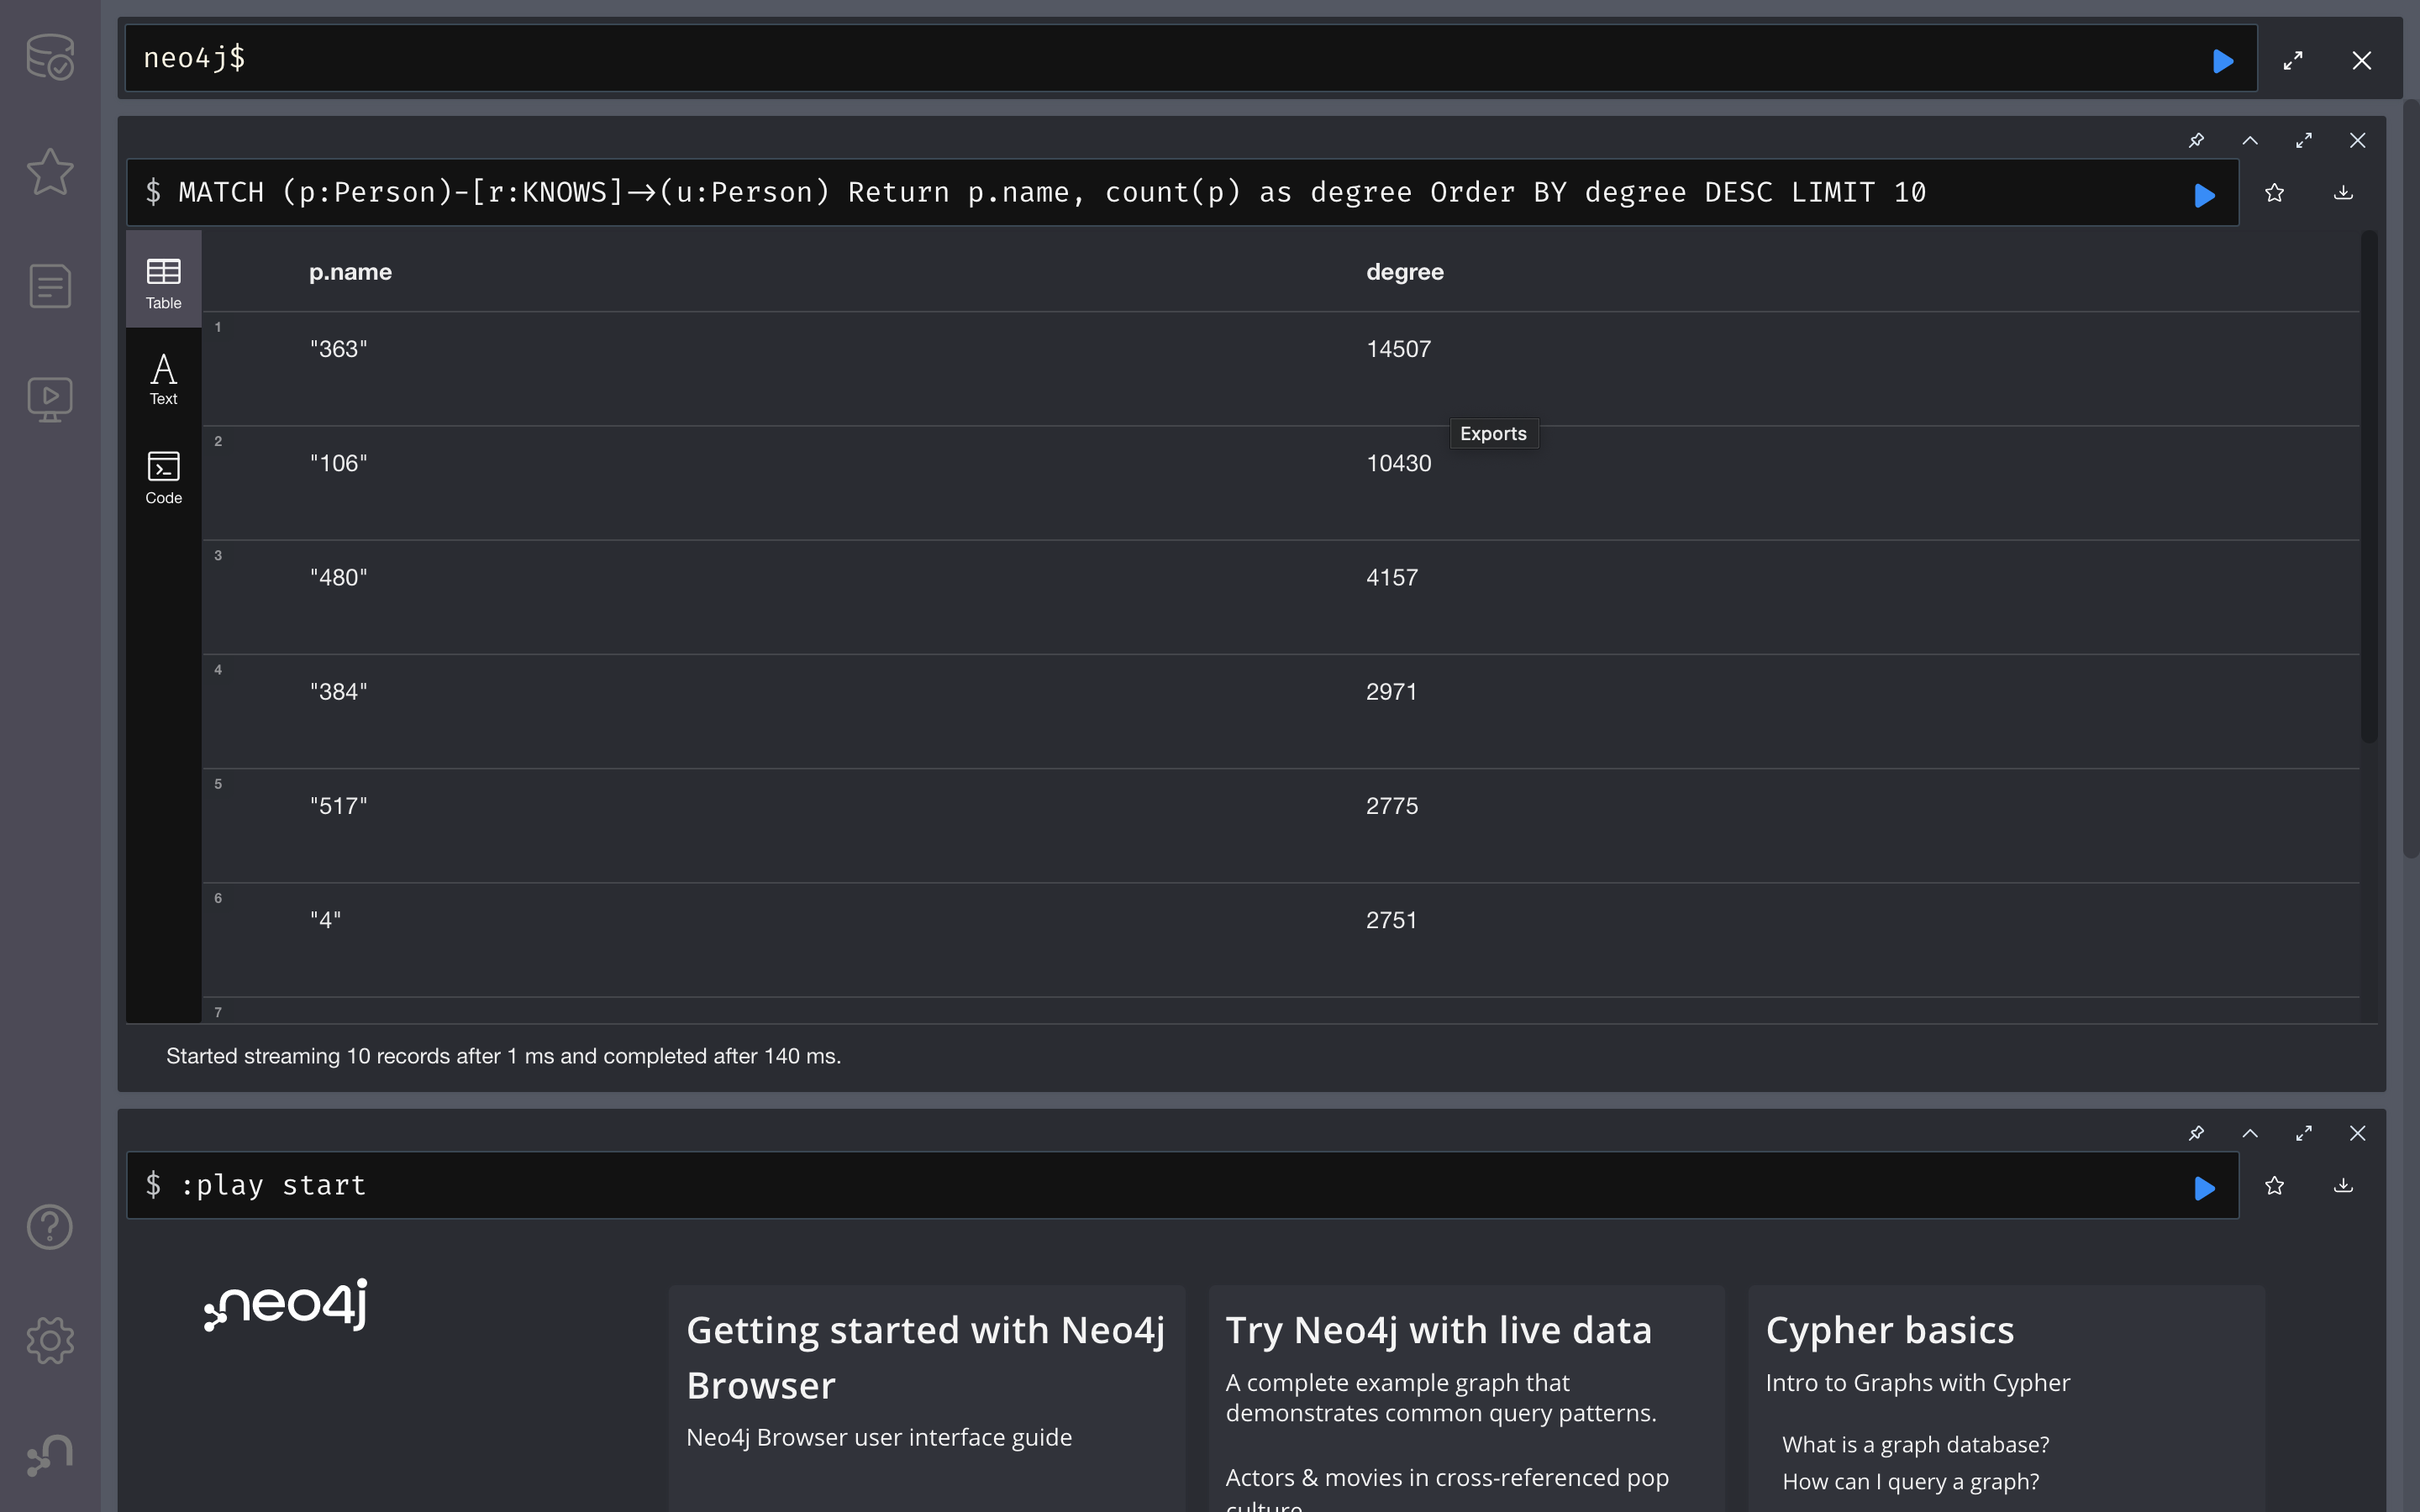 neo4j$
$ MATCH (p:Person)-[r:KNOWS]→(u:Person) Return p.name, count(p) as degree Order BY degree DESC LIMIT 10
Table
Text
Code
p.name degree
1
"363" 14507
Exports
2
"106" 10430
3
"480" 4157
4
"384" 2971
5
"517" 2775
6
"4" 2751
7
Started streaming 10 records after 1 ms and completed after 140 ms.
$ :play start
neo4j
Getting started with Neo4j
Browser
Neo4j Browser user interface guide
Try Neo4j with live data
A complete example graph that
demonstrates common query patterns.
Actors & movies in cross-referenced pop
culture
Cypher basics
Intro to Graphs with Cypher
What is a graph database?
How can I query a graph?